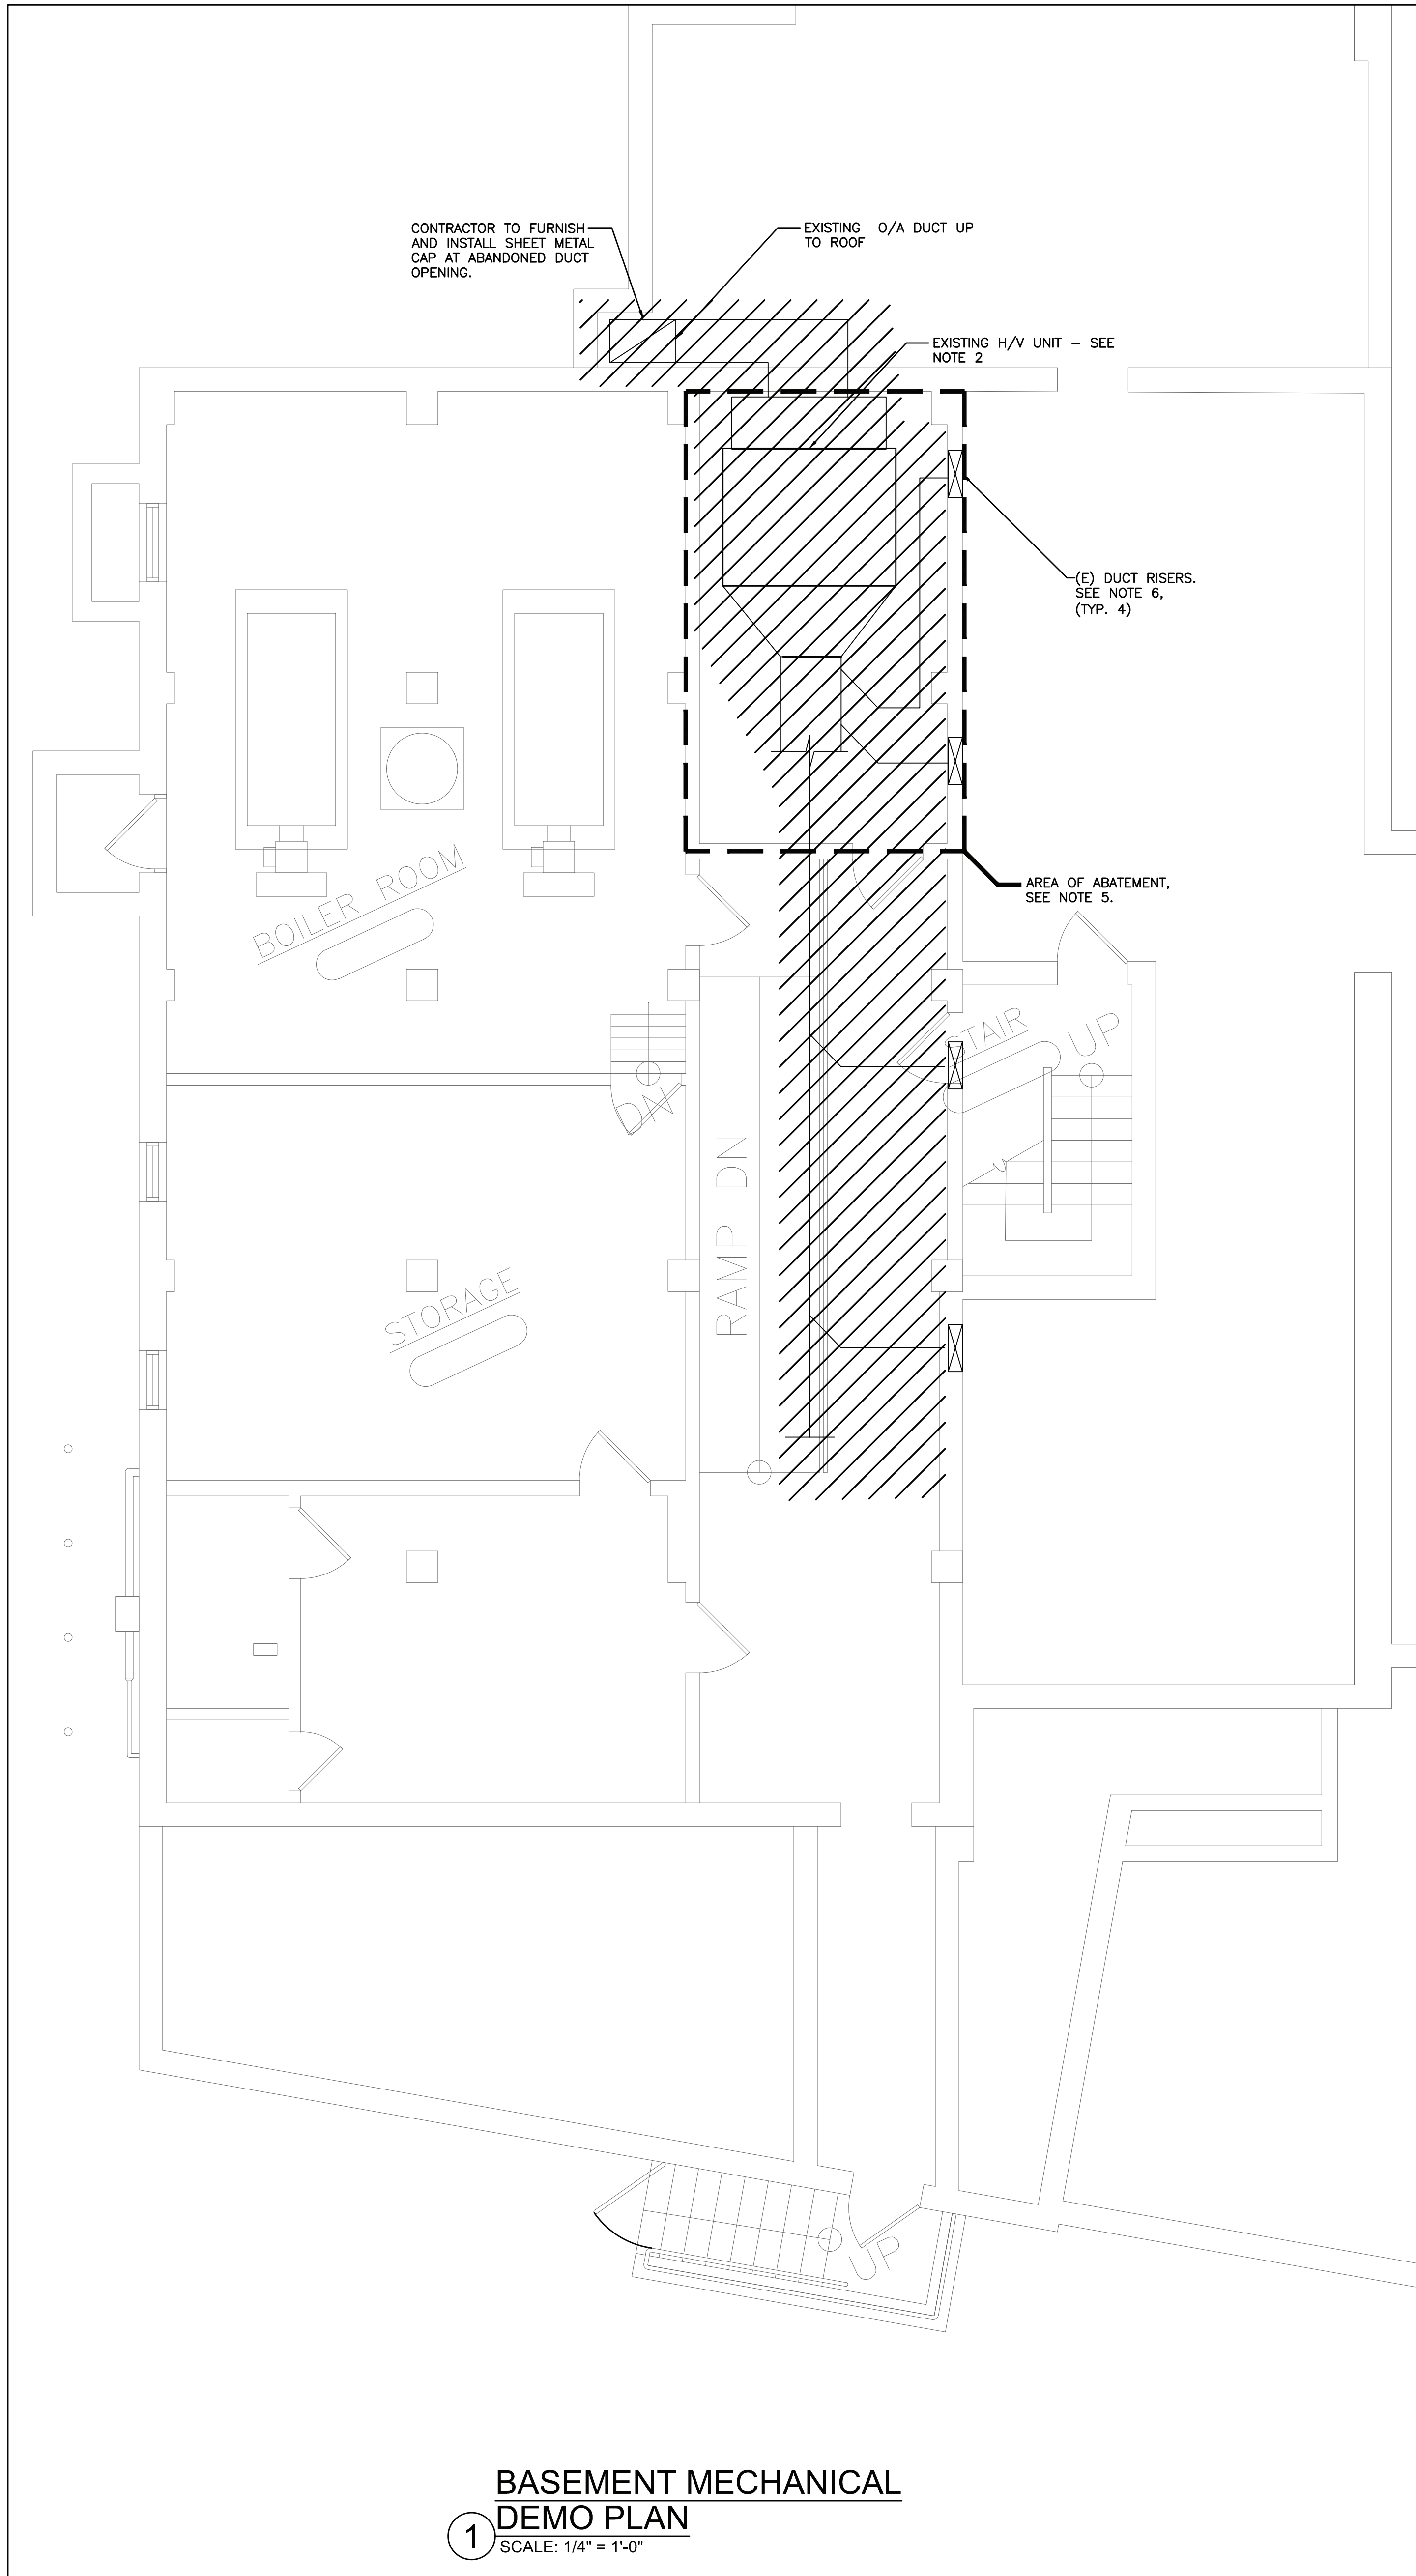 CONTRACTOR TO FURNISH
AND INSTALL SHEET METAL
CAP AT ABANDONED DUCT
OPENING.
EXISTING O/A DUCT UP
TO ROOF
EXISTING H/V UNIT – SEE
NOTE 2
(E) DUCT RISERS.
SEE NOTE 6,
(TYP. 4)
BOILER ROOM
AREA OF ABATEMENT,
SEE NOTE 5.
STAIR
UP
DN
RAMP DN
STORAGE
UP
BASEMENT MECHANICAL
DEMO PLAN
1
SCALE: 1/4" = 1'-0"